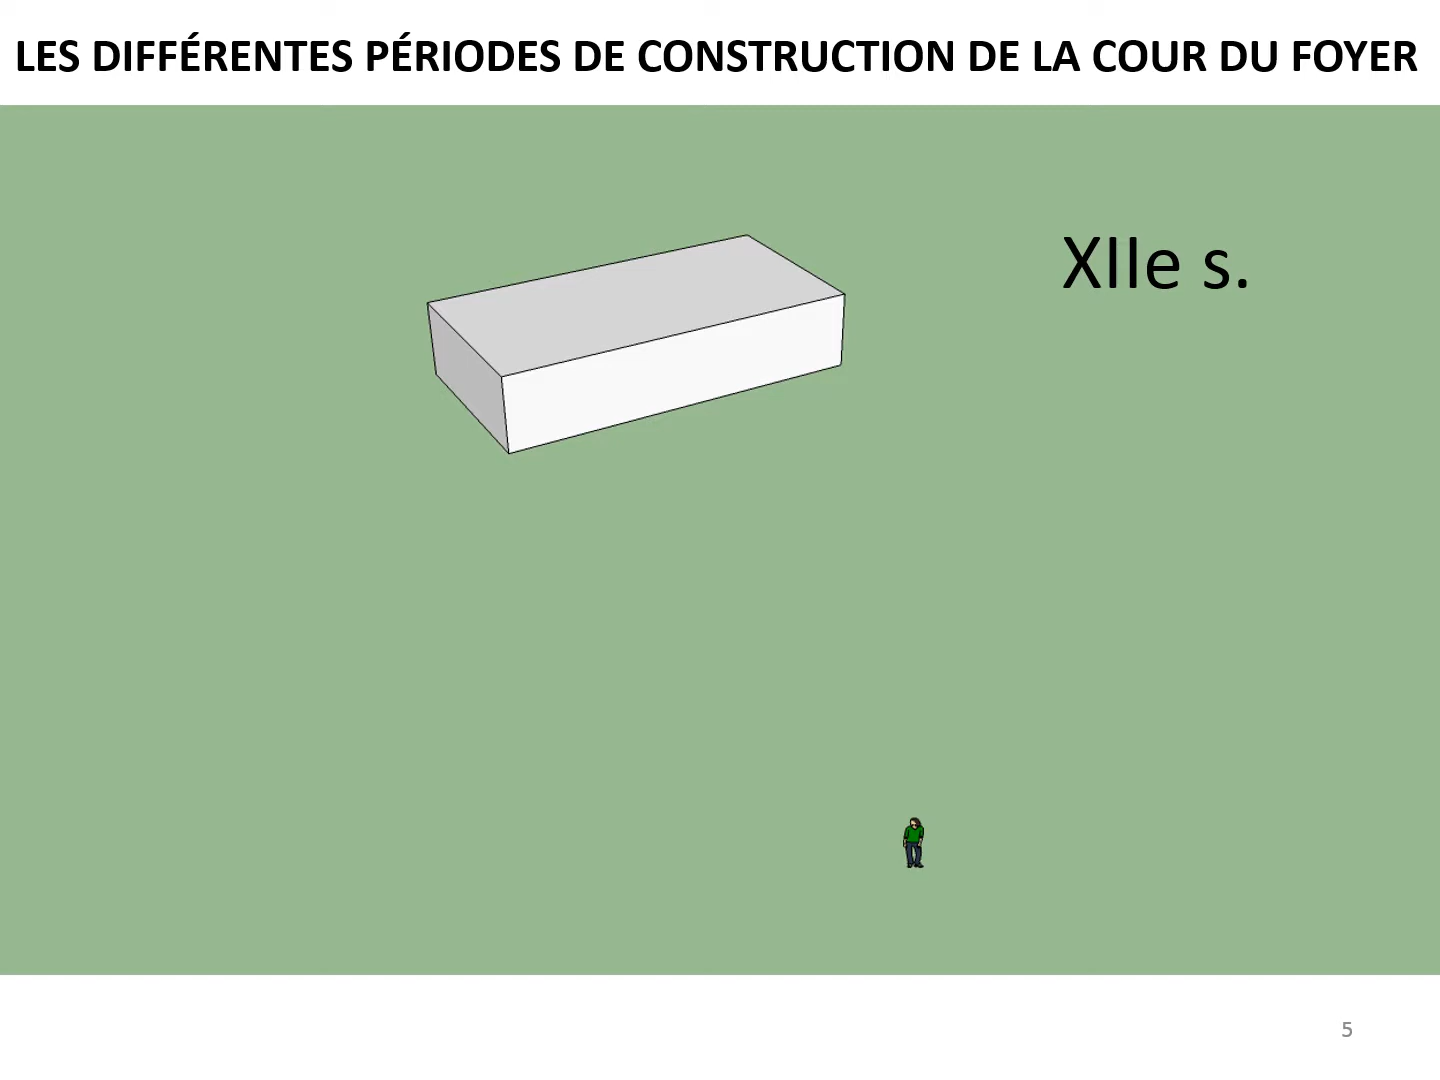 LES DIFFÉRENTES PÉRIODES DE CONSTRUCTION DE LA COUR DU FOYER
XIIe s.
5